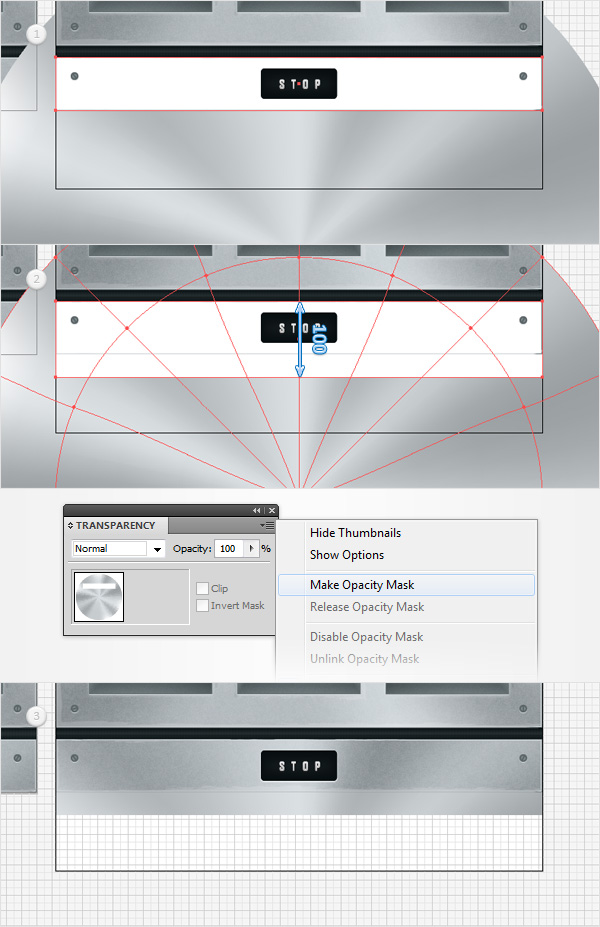 1
STOP
2
STOP
100
TRANSPARENCY
Normal Opacity: 100 %
Clip
Invert Mask
Hide Thumbnails
Show Options
Make Opacity Mask
Release Opacity Mask
Disable Opacity Mask
Unlink Opacity Mask
3
STOP